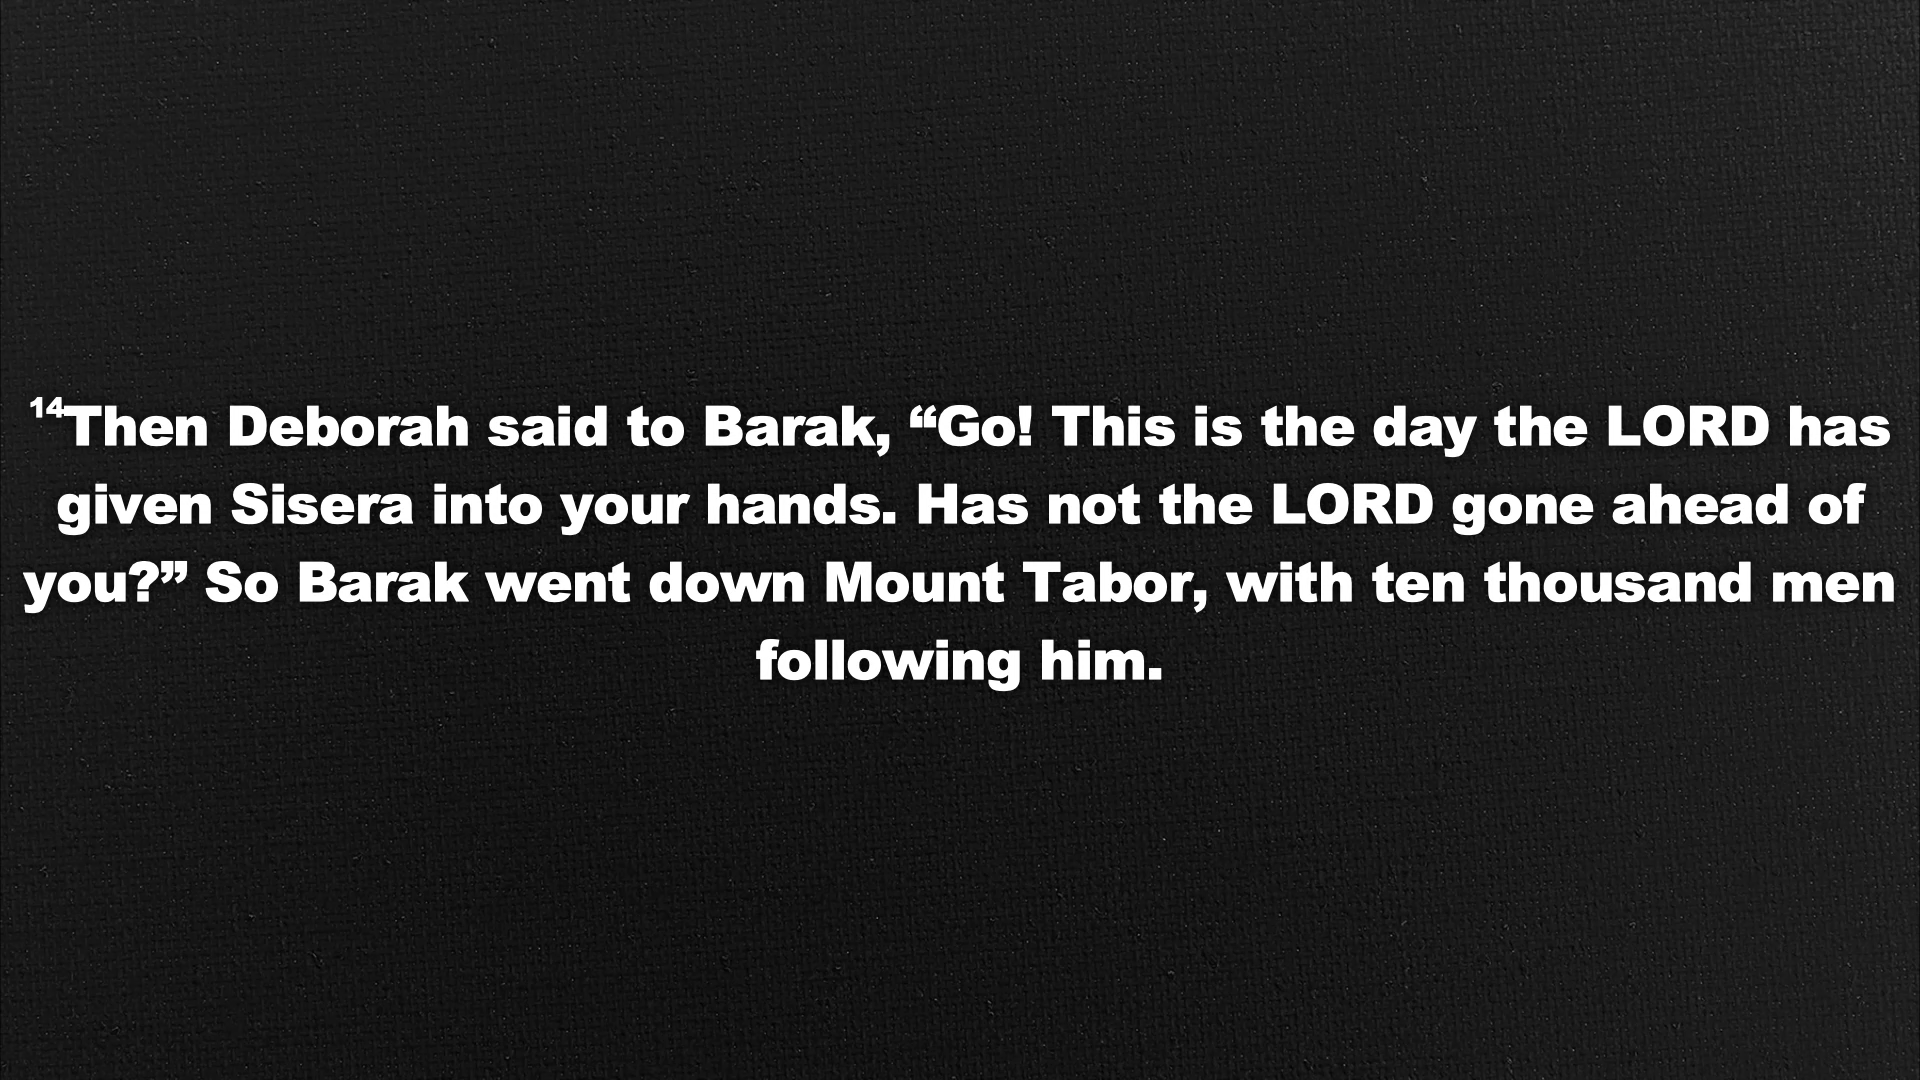 14Then Deborah said to Barak, “Go! This is the day the LORD has
given Sisera into your hands. Has not the LORD gone ahead of
you?” So Barak went down Mount Tabor, with ten thousand men
following him.